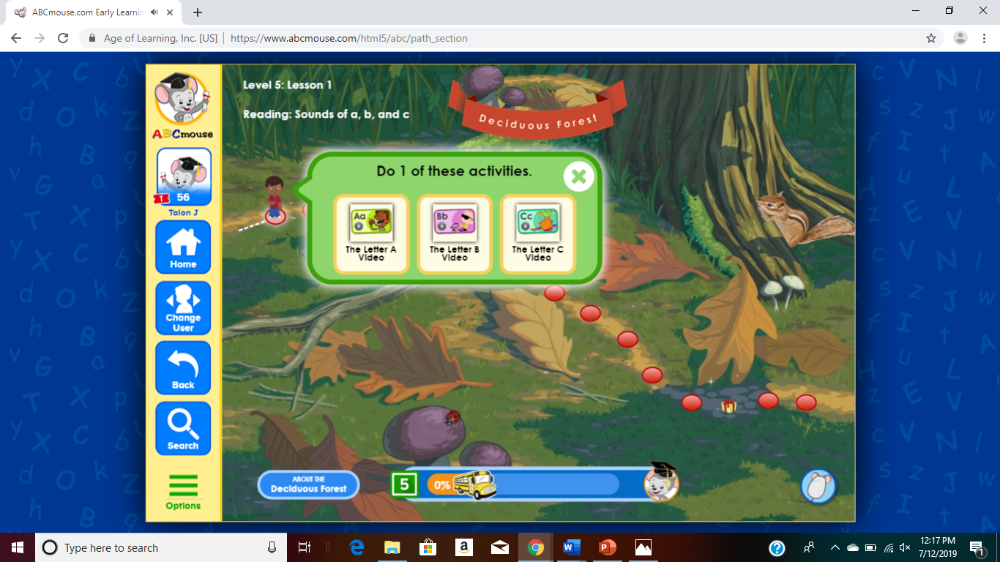 ABCmouse.com Early Learnin
Age of Learning, Inc. [US] | https://www.abcmouse.com/html5/abc/path_section
Level 5: Lesson 1
Reading: Sounds of a, b, and c
Deciduous Forest
ABCmouse
T 56
Talon J
Home
Change
User
Back
Search
Options
Do 1 of these activities.
Aa
The Letter A
Video
Bb
The Letter B
Video
Cc
The Letter C
Video
ABOUT THE
Deciduous Forest
5
0%
Type here to search
12:17 PM
7/12/2019
1